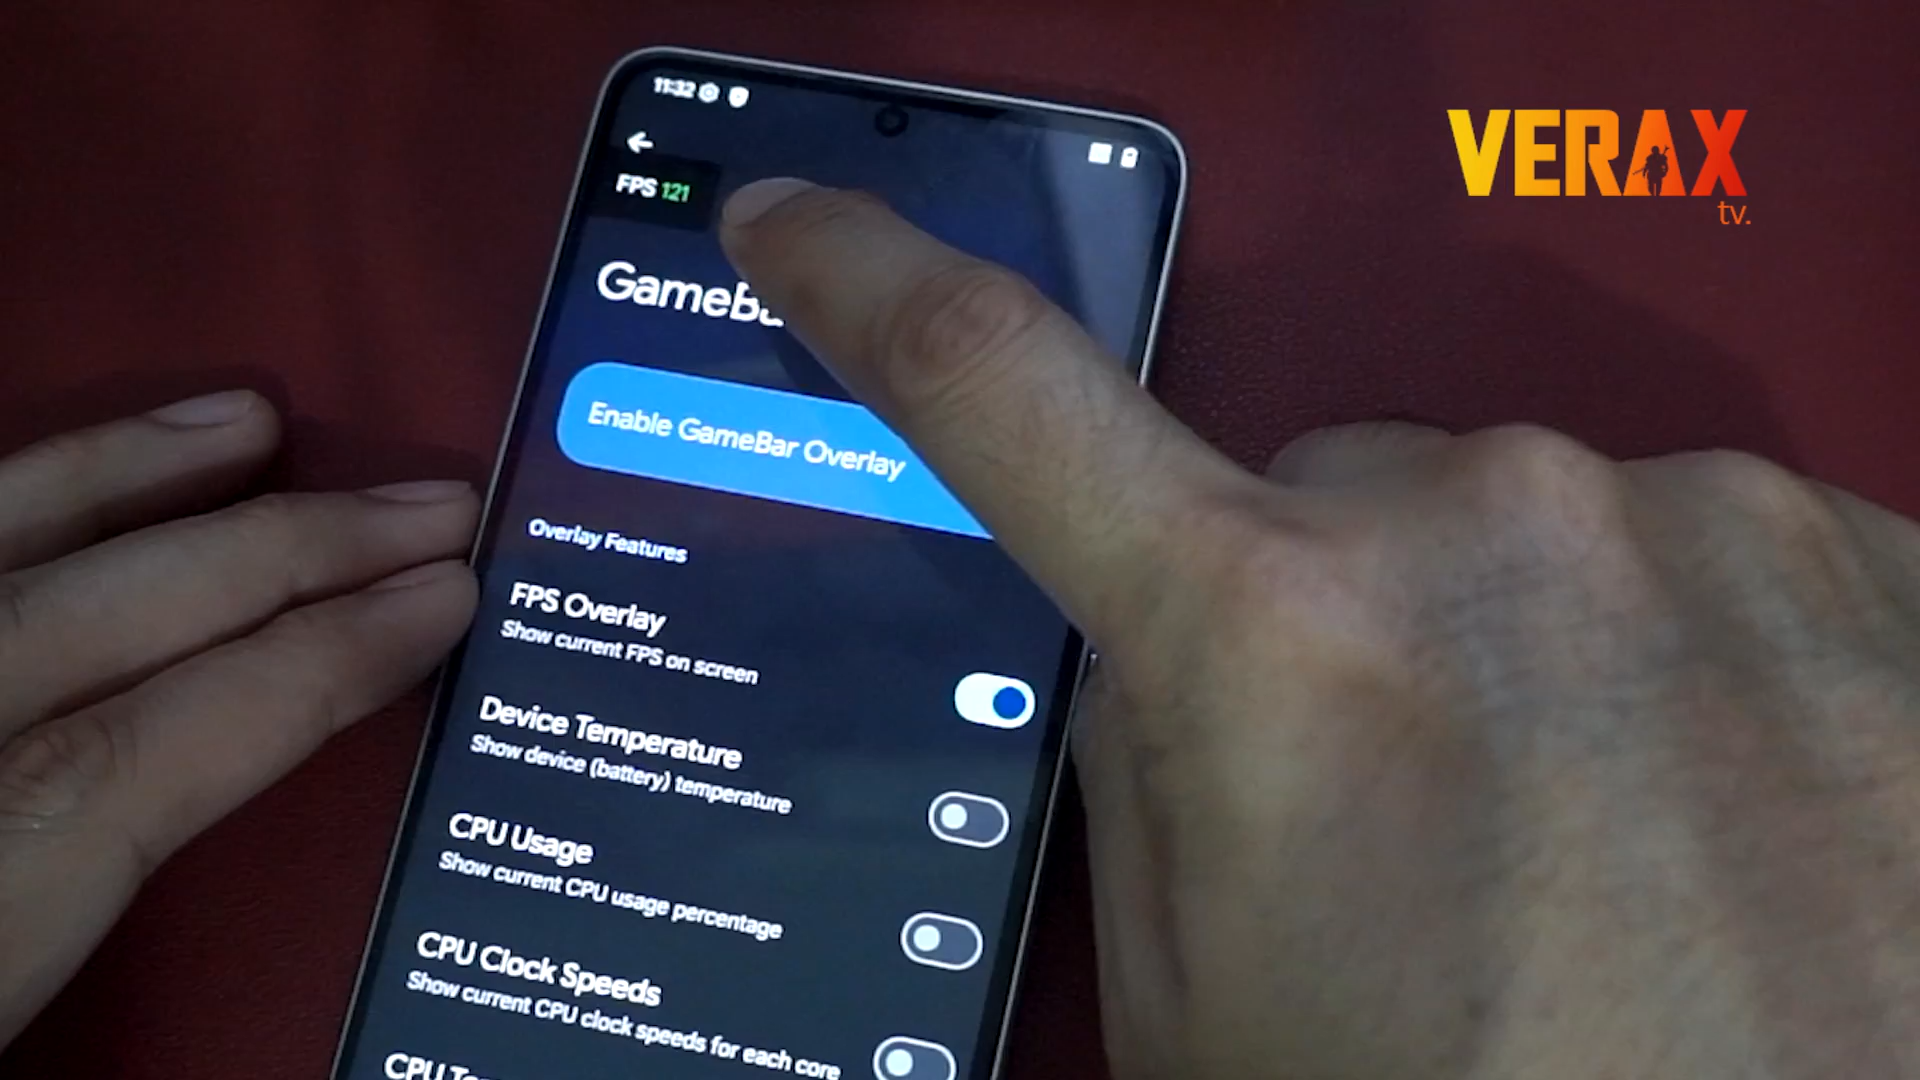 VERAX
tv.
11:32
FPS 121
GameBa
Enable GameBar Overlay
Overlay Features
FPS Overlay
Show current FPS on screen
Device Temperature
Show device (battery) temperature
CPU Usage
Show current CPU usage percentage
CPU Clock Speeds
Show current CPU clock speeds for each core
CPU